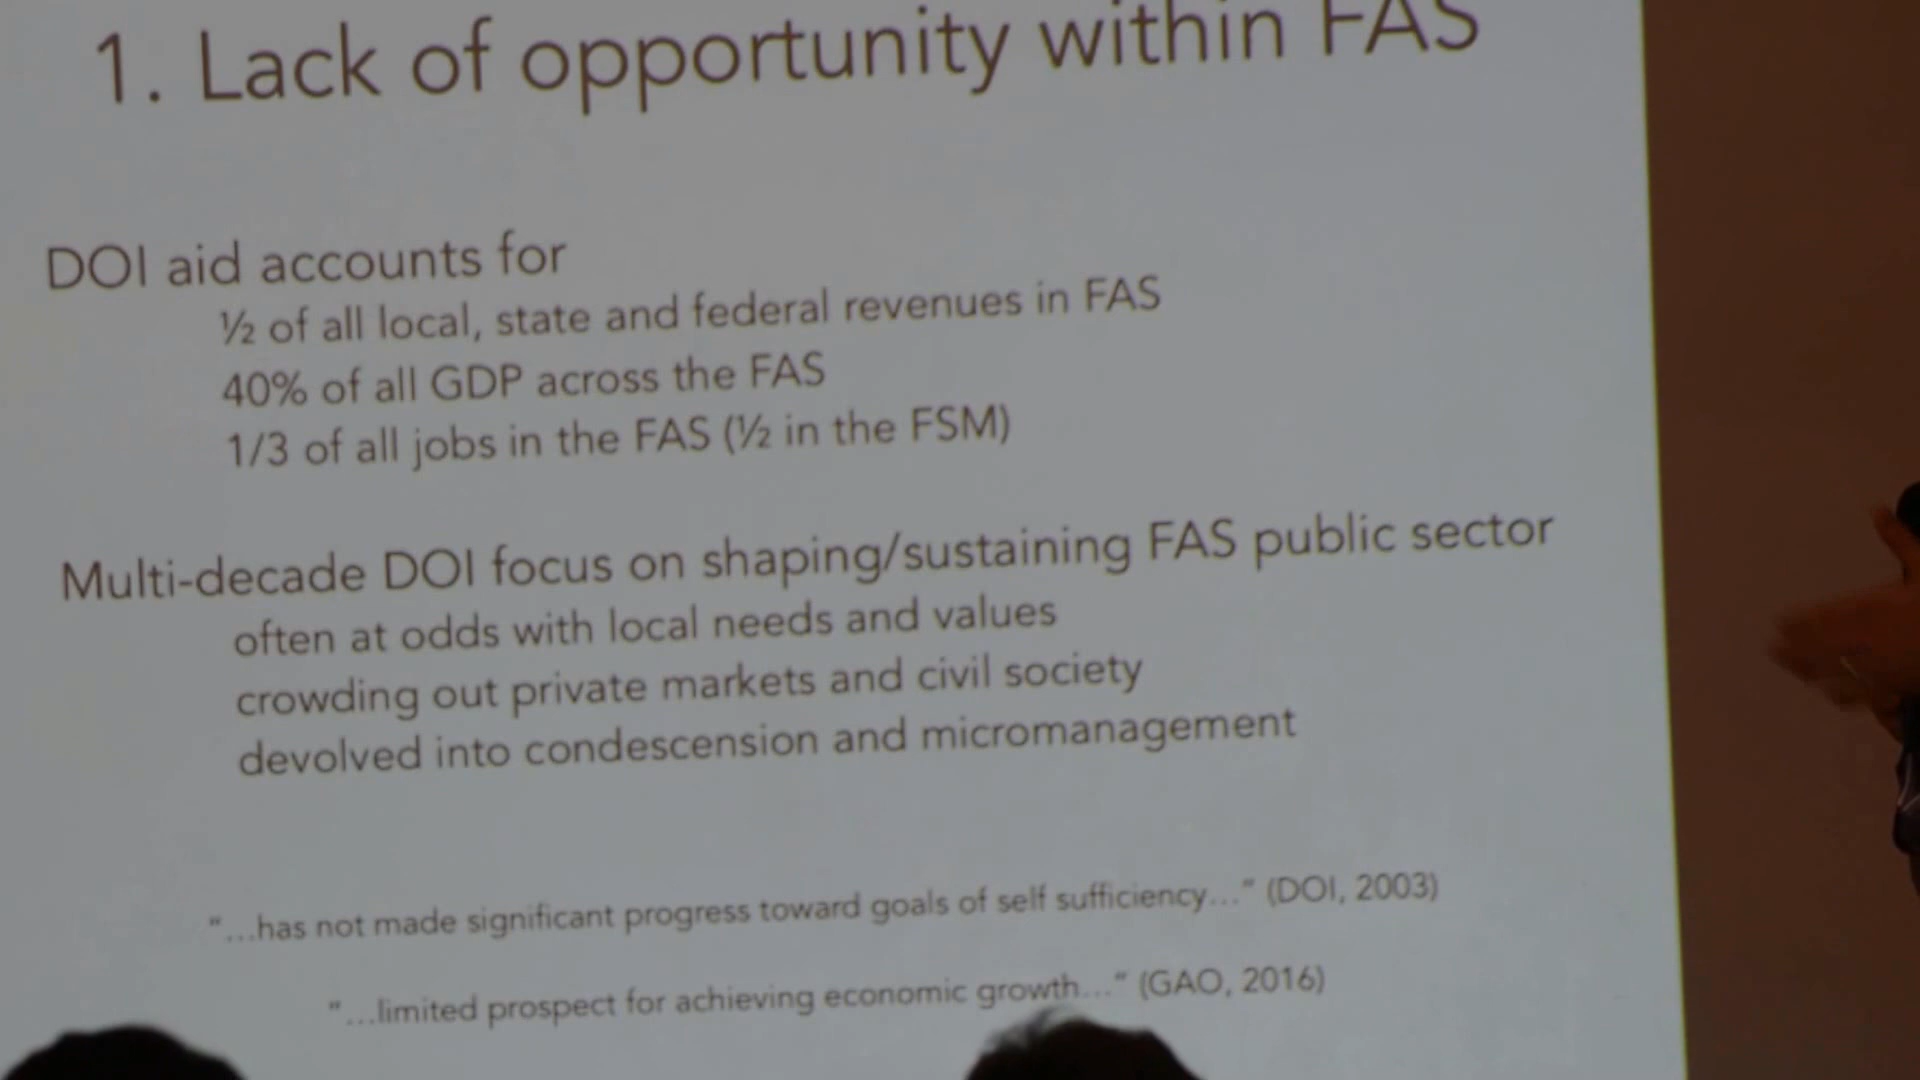 1. Lack of opportunity within FAS
DOI aid accounts for
½ of all local, state and federal revenues in FAS
40% of all GDP across the FAS
1/3 of all jobs in the FAS (½ in the FSM)
Multi-decade DOI focus on shaping/sustaining FAS public sector
often at odds with local needs and values
crowding out private markets and civil society
devolved into condescension and micromanagement
"...has not made significant progress toward goals of self sufficiency..." (DOI, 2003)
"...limited prospect for achieving economic growth..." (GAO, 2016)